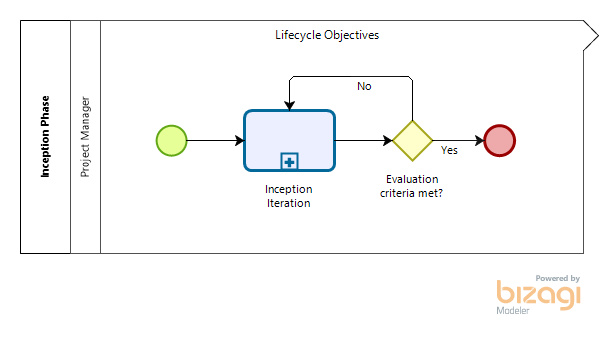 Lifecycle Objectives
Inception Phase
Project Manager
No
Yes
Inception
Iteration
Evaluation
criteria met?
Powered by
bizagi
Modeler